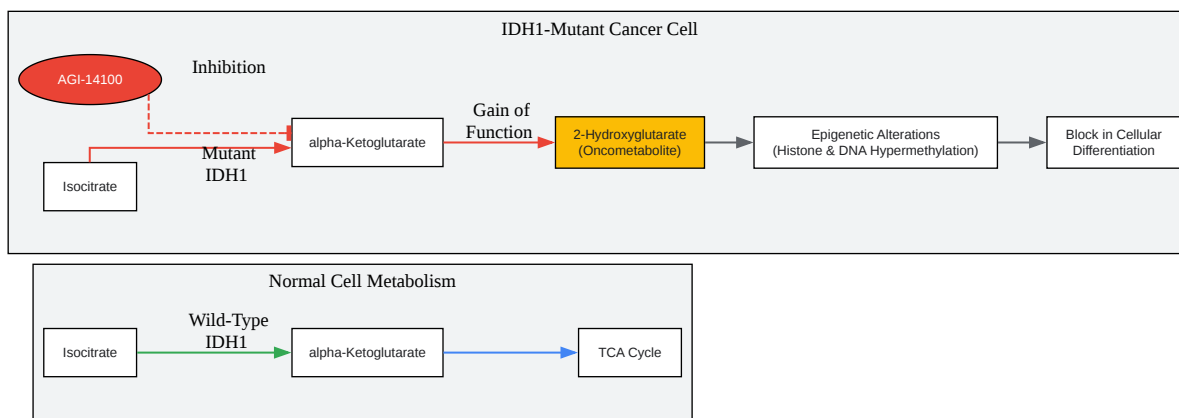 IDH1-Mutant Cancer Cell
AGI-14100
Inhibition
Isocitrate
Mutant
IDH1
alpha-Ketoglutarate
Gain of
Function
2-Hydroxyglutarate
(Oncometabolite)
Epigenetic Alterations
(Histone & DNA Hypermethylation)
Block in Cellular
Differentiation
Normal Cell Metabolism
Isocitrate
Wild-Type
IDH1
alpha-Ketoglutarate
TCA Cycle